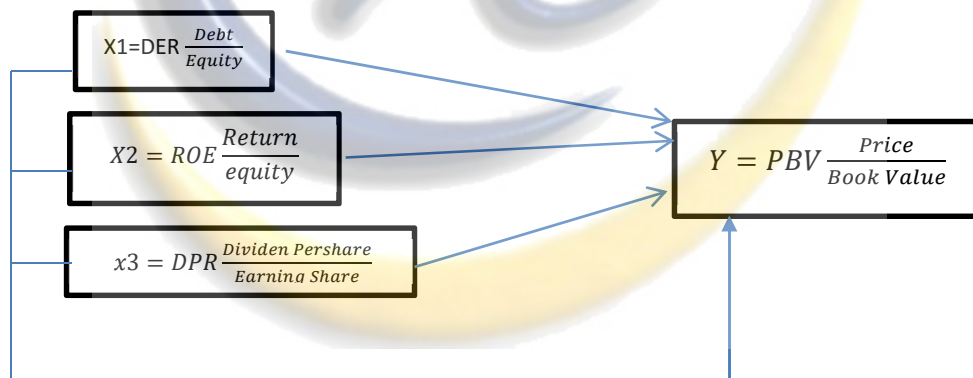 X1=DER Debt/Equity
X2 = ROE Return/equity
x3 = DPR Dividen Pershare/Earning Share
Y = PBV Price/Book Value